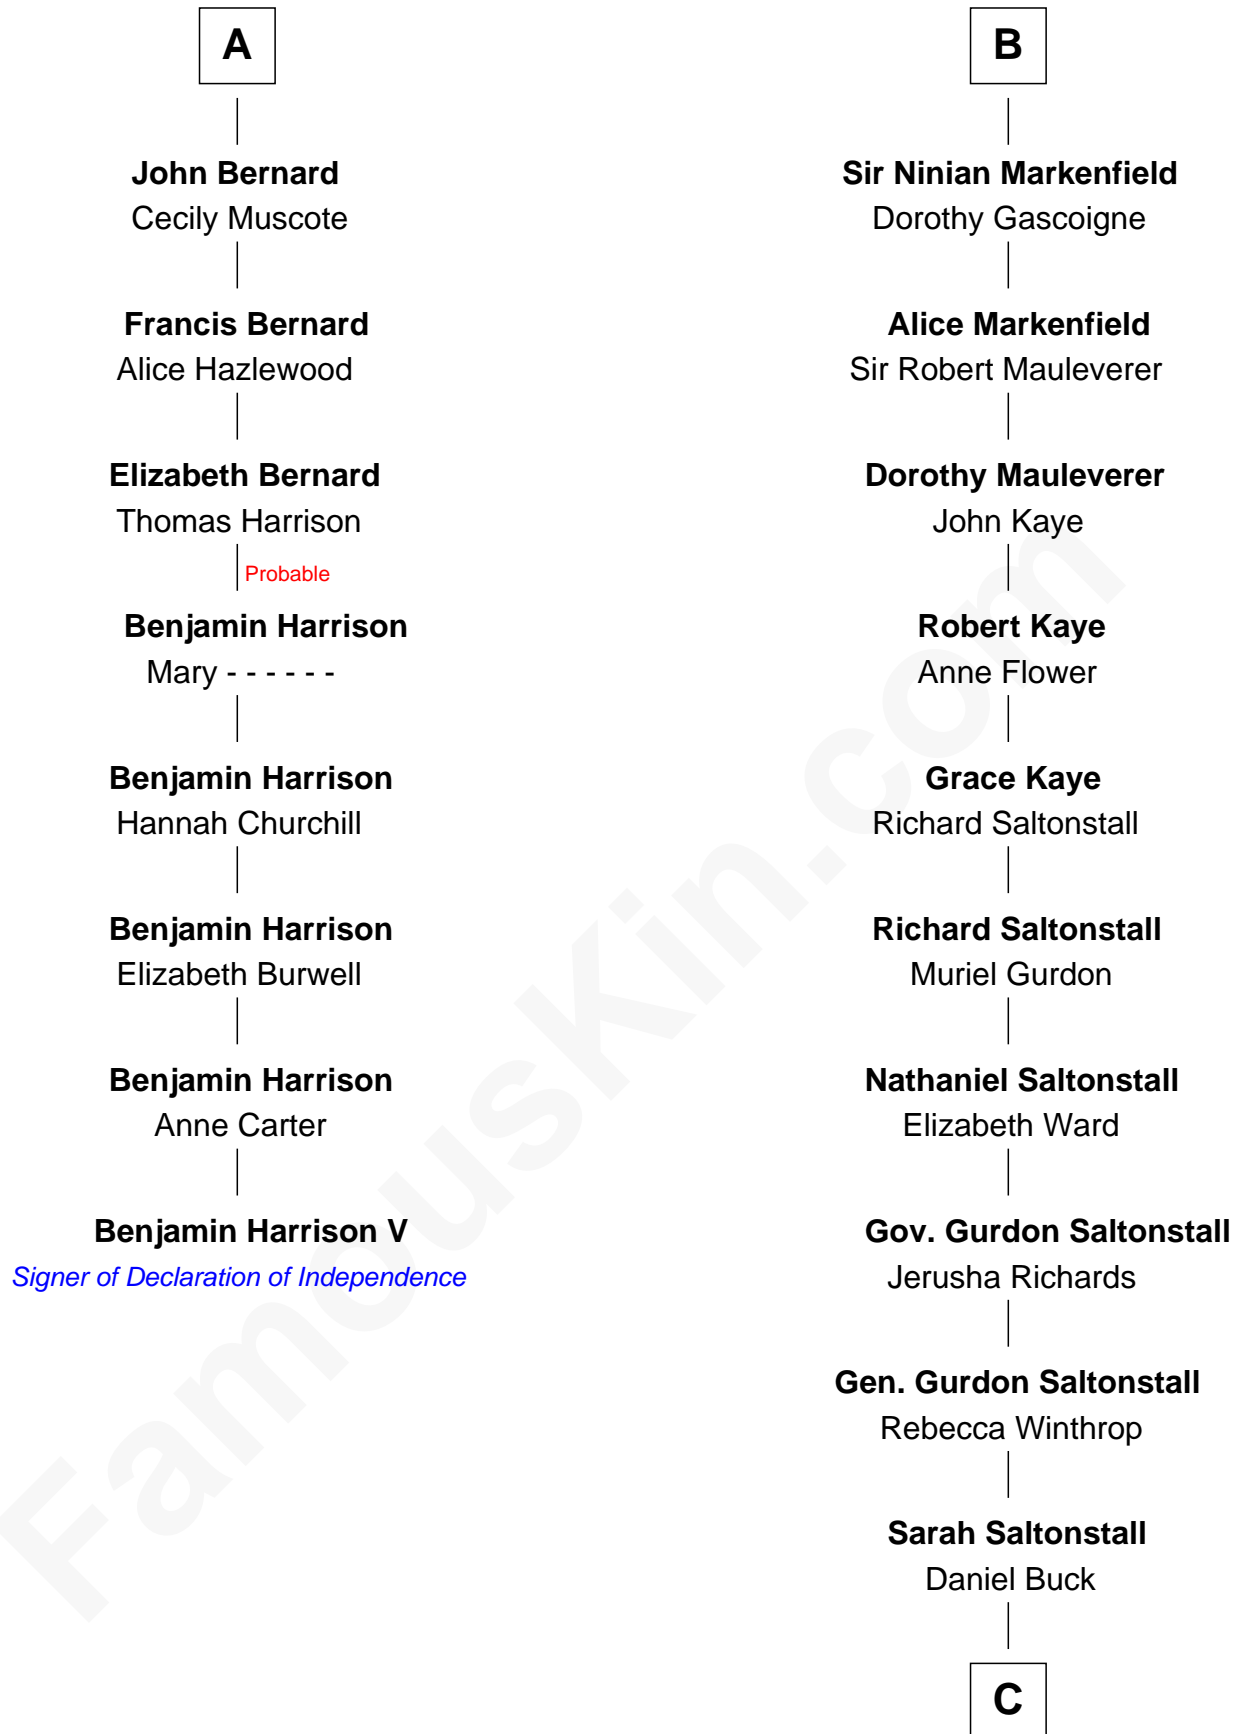 A
John Bernard
Cecily Muscote
Francis Bernard
Alice Hazlewood
Elizabeth Bernard
Thomas Harrison
Probable
Benjamin Harrison
Mary - - - - - -
Benjamin Harrison
Hannah Churchill
Benjamin Harrison
Elizabeth Burwell
Benjamin Harrison
Anne Carter
Benjamin Harrison V
Signer of Declaration of Independence
B
Sir Ninian Markenfield
Dorothy Gascoigne
Alice Markenfield
Sir Robert Mauleverer
Dorothy Mauleverer
John Kaye
Robert Kaye
Anne Flower
Grace Kaye
Richard Saltonstall
Richard Saltonstall
Muriel Gurdon
Nathaniel Saltonstall
Elizabeth Ward
Gov. Gurdon Saltonstall
Jerusha Richards
Gen. Gurdon Saltonstall
Rebecca Winthrop
Sarah Saltonstall
Daniel Buck
C
FamousKin.com